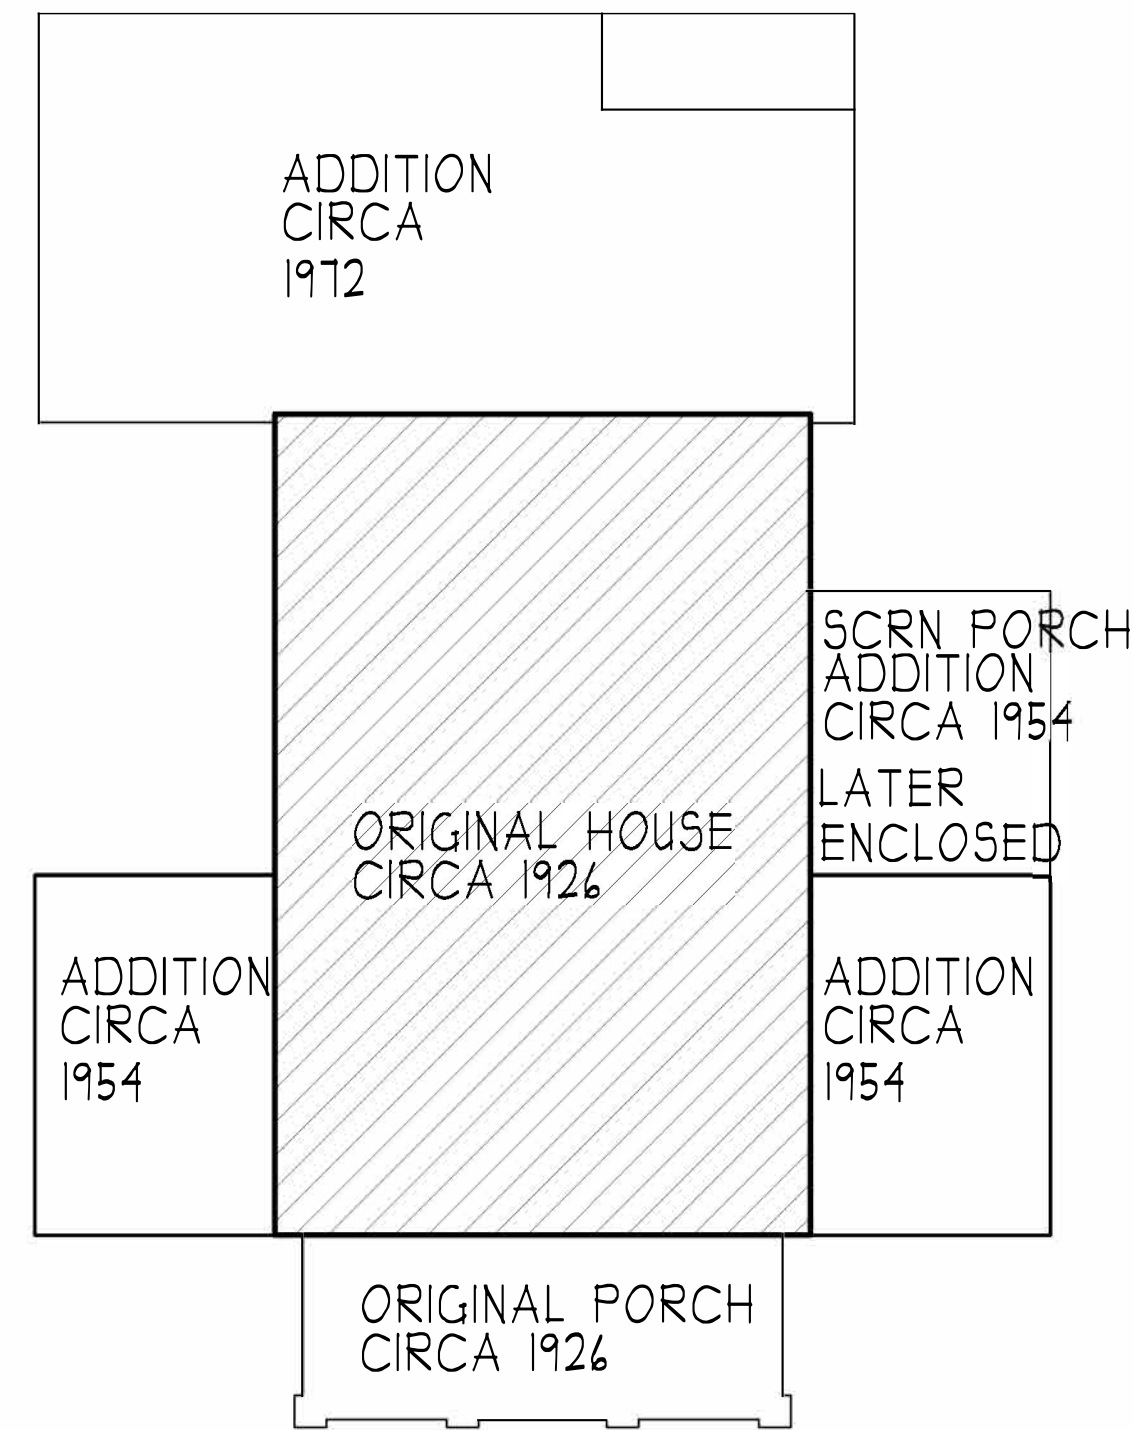 ADDITION
CIRCA
1972
SCRN PORCH
ADDITION
CIRCA 1954
LATER
ENCLOSED
ORIGINAL HOUSE
CIRCA 1926
ADDITION
CIRCA
1954
ADDITION
CIRCA
1954
ORIGINAL PORCH
CIRCA 1926